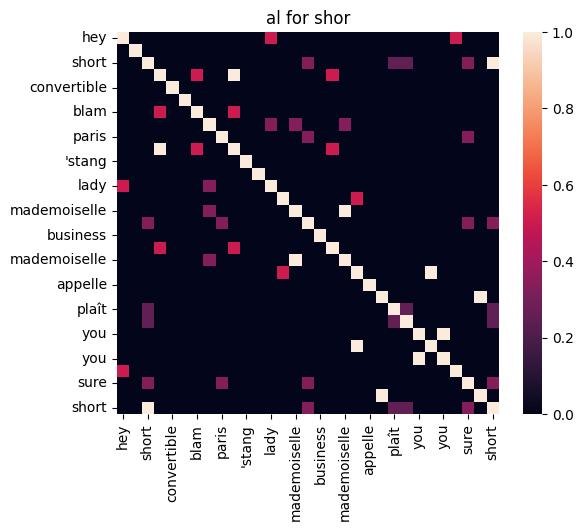 al for shor
hey
short
convertible
blam
paris
'stang
lady
mademoiselle
business
mademoiselle
appelle
plaît
you
you
sure
short
1.0
0.8
0.6
0.4
0.2
0.0
hey
short
convertible
blam
paris
'stang
lady
mademoiselle
business
mademoiselle
appelle
plaît
you
you
sure
short